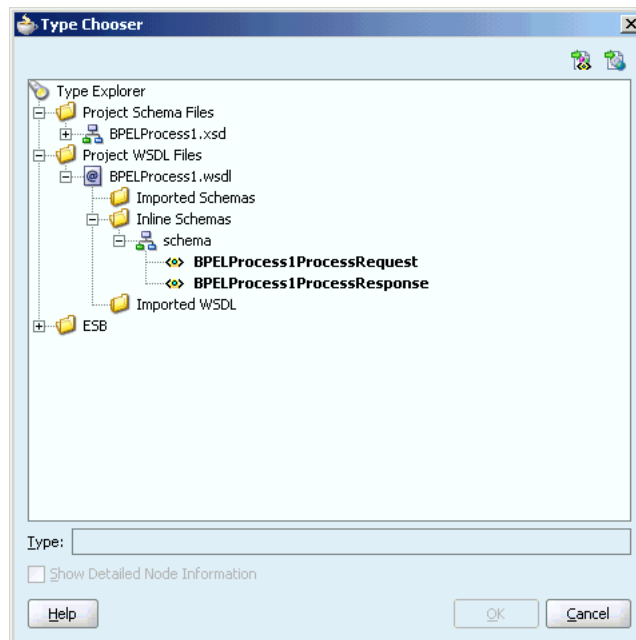 Type Chooser
Type Explorer
Project Schema Files
BPELProcess1.xsd
Project WSDL Files
BPELProcess1.wsdl
Imported Schemas
Inline Schemas
schema
BPELProcess1ProcessRequest
BPELProcess1ProcessResponse
Imported WSDL
ESB
Type:
Show Detailed Node Information
Help OK Cancel